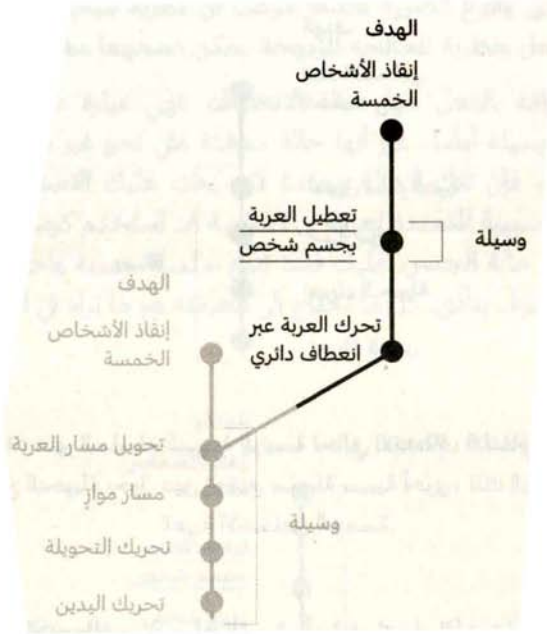 الهدف
إنقاذ الأشخاص
الخمسة
تعطيل العربة
بجسم شخص
وسيلة
تحرك العربة عبر
انعطاف دائري
الهدف
إنقاذ الأشخاص
الخمسة
تحويل مسار العربة
مسار موازٍ
وسيلة
تحريك التحويلة
تحريك اليدين